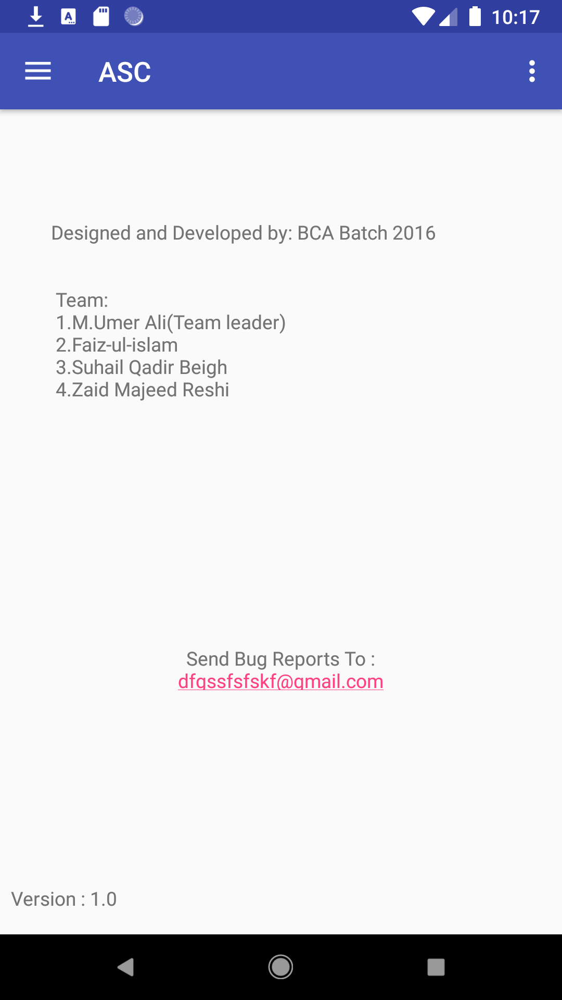 10:17
ASC
Designed and Developed by: BCA Batch 2016
Team:
1.M.Umer Ali(Team leader)
2.Faiz-ul-islam
3.Suhail Qadir Beigh
4.Zaid Majeed Reshi
Send Bug Reports To :
dfgssfsfskf@gmail.com
Version : 1.0